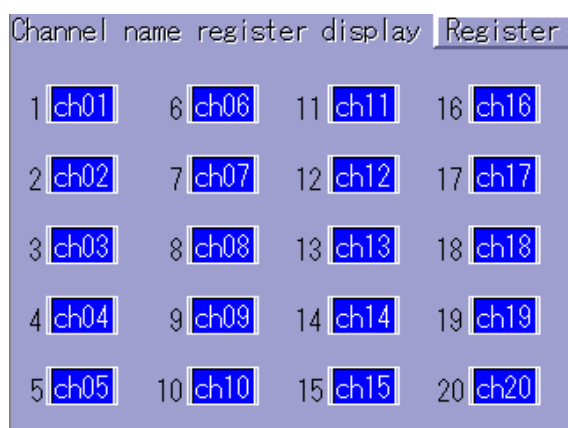 Channel name register display Register
1 ch01 6 ch06 11 ch11 16 ch16
2 ch02 7 ch07 12 ch12 17 ch17
3 ch03 8 ch08 13 ch13 18 ch18
4 ch04 9 ch09 14 ch14 19 ch19
5 ch05 10 ch10 15 ch15 20 ch20